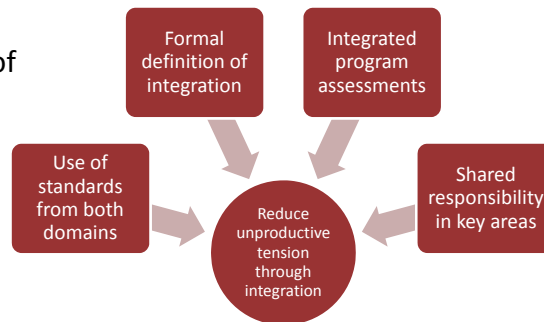 of
Formal
definition of
integration
Integrated
program
assessments
Use of
standards
from both
domains
Shared
responsibility
in key areas
Reduce
unproductive
tension
through
integration